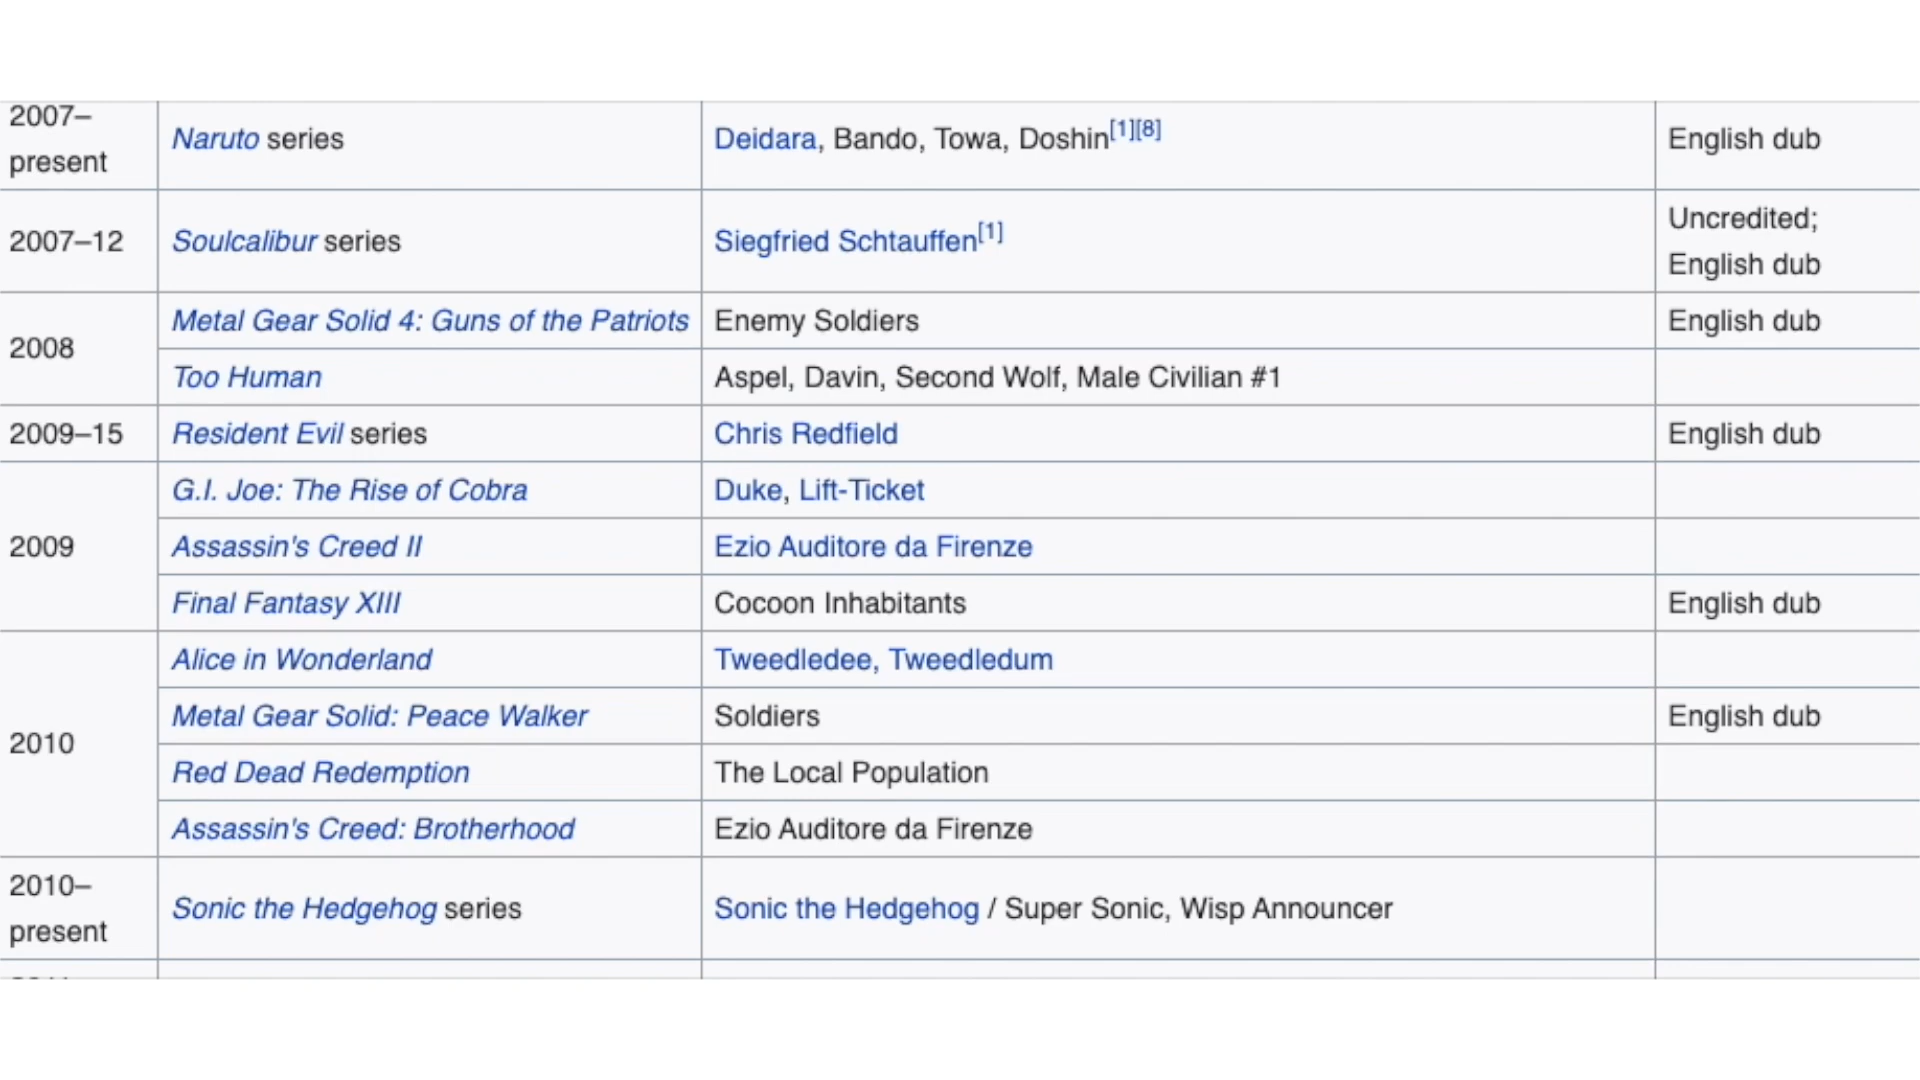 2007–
present
Naruto series
Deidara, Bando, Towa, Doshin[1][8]
English dub
2007–12
Soulcalibur series
Siegfried Schtauffen[1]
Uncredited;
English dub
2008
Metal Gear Solid 4: Guns of the Patriots
Enemy Soldiers
English dub
Too Human
Aspel, Davin, Second Wolf, Male Civilian #1
2009–15
Resident Evil series
Chris Redfield
English dub
2009
G.I. Joe: The Rise of Cobra
Duke, Lift-Ticket
Assassin's Creed II
Ezio Auditore da Firenze
Final Fantasy XIII
Cocoon Inhabitants
English dub
2010
Alice in Wonderland
Tweedledee, Tweedledum
Metal Gear Solid: Peace Walker
Soldiers
English dub
Red Dead Redemption
The Local Population
Assassin's Creed: Brotherhood
Ezio Auditore da Firenze
2010–
present
Sonic the Hedgehog series
Sonic the Hedgehog / Super Sonic, Wisp Announcer